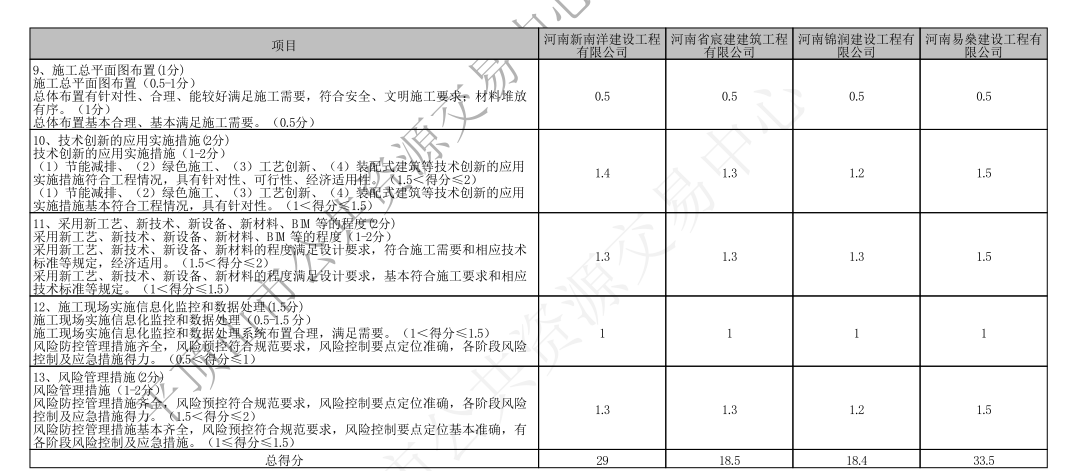 项目
河南新南洋建设工程有限公司
河南省宸建建筑工程有限公司
河南锦润建设工程有限公司
河南易燊建设工程有限公司
9、施工总平面图布置(1分)
施工总平面图布置（0.5-1分）
总体布置有针对性、合理、能较好满足施工需要，符合安全、文明施工要求；材料堆放
有序。（1分）
总体布置基本合理、基本满足施工需要。（0.5分）
0.5 0.5 0.5 0.5
10、技术创新的应用实施措施(2分)
技术创新的应用实施措施（1-2分）
（1）节能减排、（2）绿色施工、（3）工艺创新、（4）装配式建筑等技术创新的应用
实施措施符合工程情况，具有针对性、可行性、经济适用性。（1.5＜得分≤2）
（1）节能减排、（2）绿色施工、（3）工艺创新、（4）装配式建筑等技术创新的应用
实施措施基本符合工程情况，具有针对性。（1＜得分≤1.5）
1.4 1.3 1.2 1.5
11、采用新工艺、新技术、新设备、新材料、BIM 等的程度(2分)
采用新工艺、新技术、新设备、新材料、BIM 等的程度（1-2分）
采用新工艺、新技术、新设备、新材料的程度满足设计要求，符合施工需要和相应技术
标准等规定，经济适用。（1.5＜得分≤2）
采用新工艺、新技术、新设备、新材料的程度满足设计要求，基本符合施工要求和相应
技术标准等规定。（1＜得分≤1.5）
1.3 1.3 1.3 1.5
12、施工现场实施信息化监控和数据处理(1.5分)
施工现场实施信息化监控和数据处理（0.5-1.5 分）
施工现场实施信息化监控和数据处理系统布置合理，满足需要。（1＜得分≤1.5）
风险防控管理措施齐全，风险预控符合规范要求，风险控制要点定位准确，各阶段风险
控制及应急措施得力。（0.5≤得分≤1）
1 1 1 1
13、风险管理措施(2分)
风险管理措施（1-2分）
风险防控管理措施齐全，风险预控符合规范要求，风险控制要点定位准确，各阶段风险
控制及应急措施得力。（1.5＜得分≤2）
风险防控管理措施基本齐全，风险预控符合规范要求，风险控制要点定位基本准确，有
各阶段风险控制及应急措施。（1≤得分≤1.5）
1.3 1.3 1.2 1.5
总得分 29 18.5 18.4 33.5
平顶山市公共资源交易中心
市公共资源交易中心